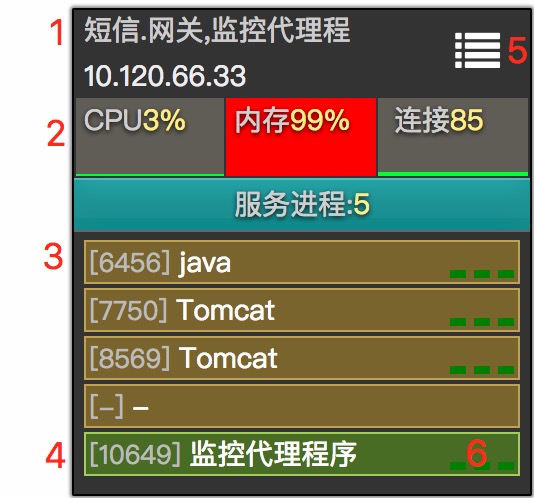 1 短信.网关,监控代理程
10.120.66.33 5
2 CPU3% 内存99% 连接85
服务进程:5
3 [6456] java
[7750] Tomcat
[8569] Tomcat
[–] –
4 [10649] 监控代理程序 6